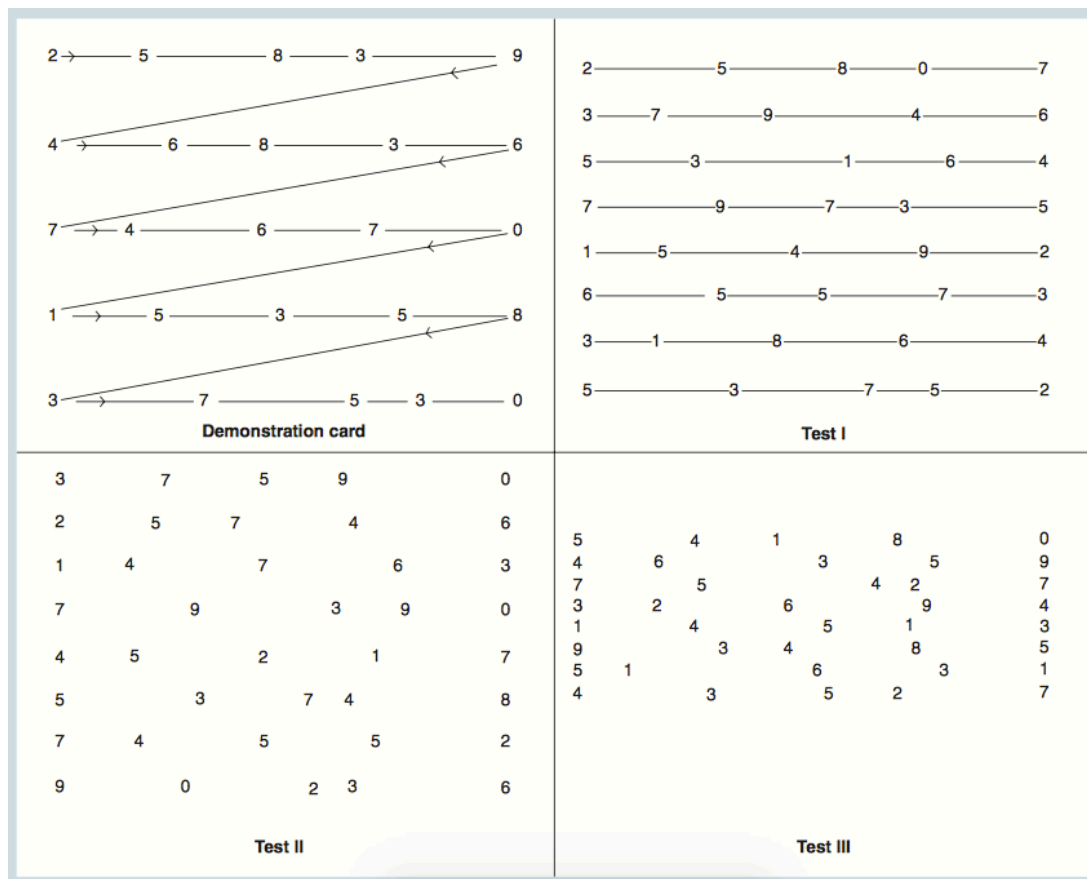 2 5 8 3 9
4 6 8 3 6
7 4 6 7 0
1 5 3 5 8
3 7 5 3 0
Demonstration card
2 5 8 0 7
3 7 9 4 6
5 3 1 6 4
7 9 7 3 5
1 5 4 9 2
6 5 5 7 3
3 1 8 6 4
5 3 7 5 2
Test I
3 7 5 9 0
2 5 7 4 6
1 4 7 6 3
7 9 3 9 0
4 5 2 1 7
5 3 7 4 8
7 4 5 5 2
9 0 2 3 6
Test II
5 4 1 8 0
4 6 3 5 9
7 5 4 2 7
3 2 6 9 4
1 4 5 1 3
9 3 4 8 5
5 1 6 3 1
4 3 5 2 7
Test III